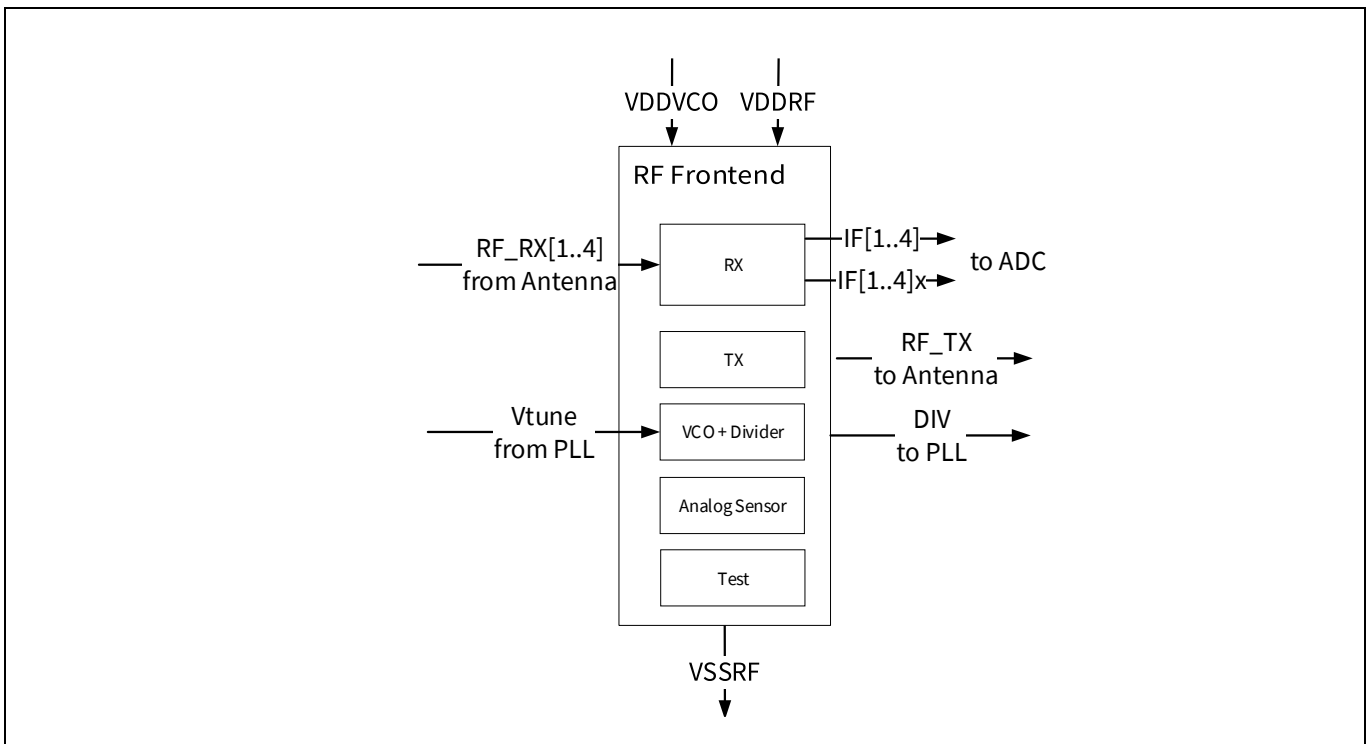 VDDVCO
VDDRF
RF Frontend
RF_RX[1..4]
from Antenna
RX
IF[1..4]
IF[1..4]x
to ADC
TX
RF_TX
to Antenna
Vtune
from PLL
VCO + Divider
DIV
to PLL
Analog Sensor
Test
VSSRF